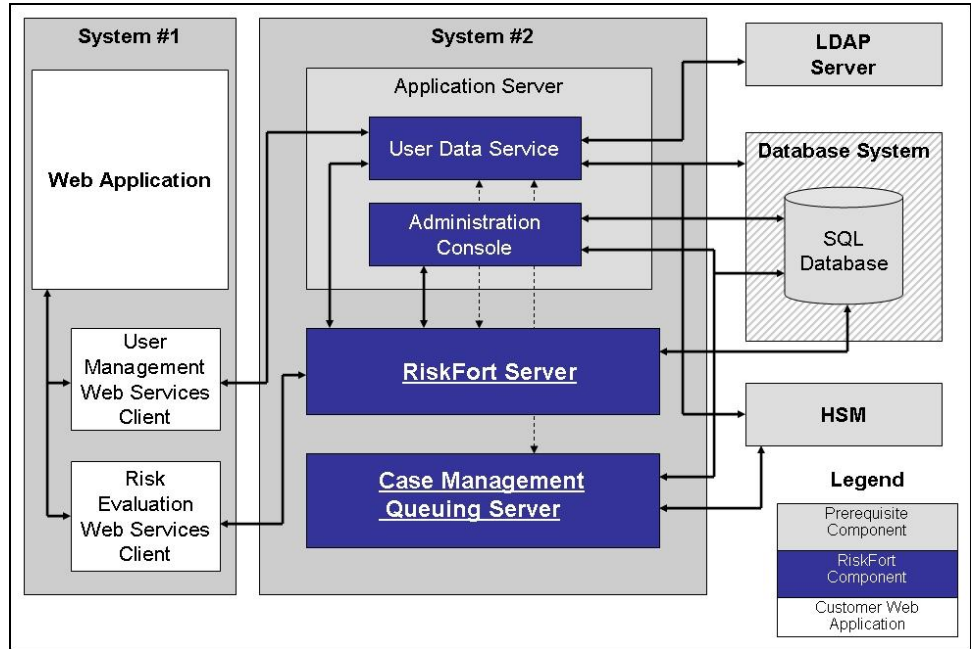 System #1
Web Application
User
Management
Web Services
Client
Risk
Evaluation
Web Services
Client
System #2
Application Server
User Data Service
Administration
Console
RiskFort Server
Case Management
Queuing Server
LDAP
Server
Database System
SQL
Database
HSM
Legend
Prerequisite
Component
RiskFort
Component
Customer Web
Application